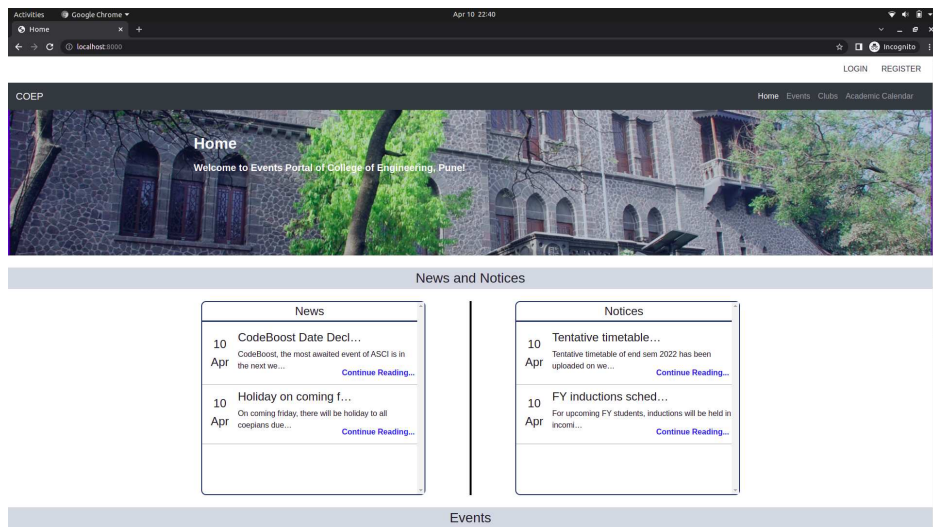 Activities
Google Chrome
Apr 10 22:40
Home
localhost:8000
Incognito
LOGIN REGISTER
COEP
Home Events Clubs Academic Calendar
Home
Welcome to Events Portal of College of Engineering, Pune!
News and Notices
News
10
Apr
CodeBoost Date Decl...
CodeBoost, the most awaited event of ASCI is in
the next we...
Continue Reading...
10
Apr
Holiday on coming f...
On coming friday, there will be holiday to all
coepians due...
Continue Reading...
Notices
10
Apr
Tentative timetable...
Tentative timetable of end sem 2022 has been
uploaded on we...
Continue Reading...
10
Apr
FY inductions sched...
For upcoming FY students, inductions will be held in
incomi...
Continue Reading...
Events